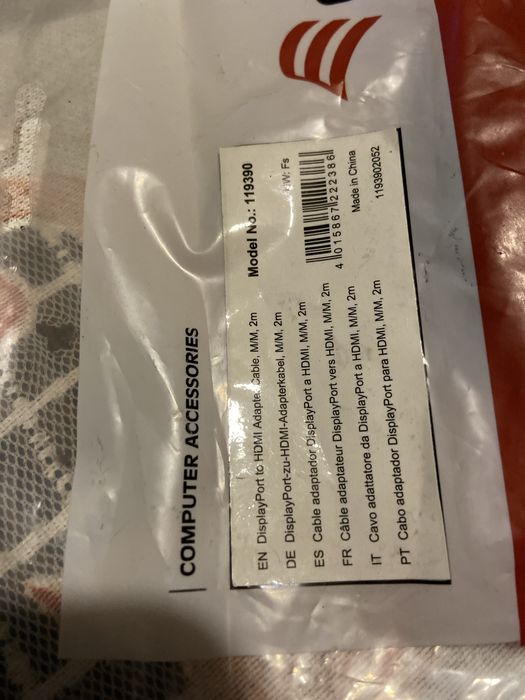 COMPUTER ACCESSORIES
Model No.: 119390
EN DisplayPort to HDMI Adapter Cable, M/M, 2m
DE DisplayPort-zu-HDMI-Adapterkabel, M/M, 2m
W: Fs
ES Cable adaptador DisplayPort a HDMI, M/M, 2m
4 015867 222386
FR Câble adaptateur DisplayPort vers HDMI, M/M, 2m
IT Cavo adattatore da DisplayPort a HDMI, M/M, 2m
Made in China
PT Cabo adaptador DisplayPort para HDMI, M/M, 2m
1193902052